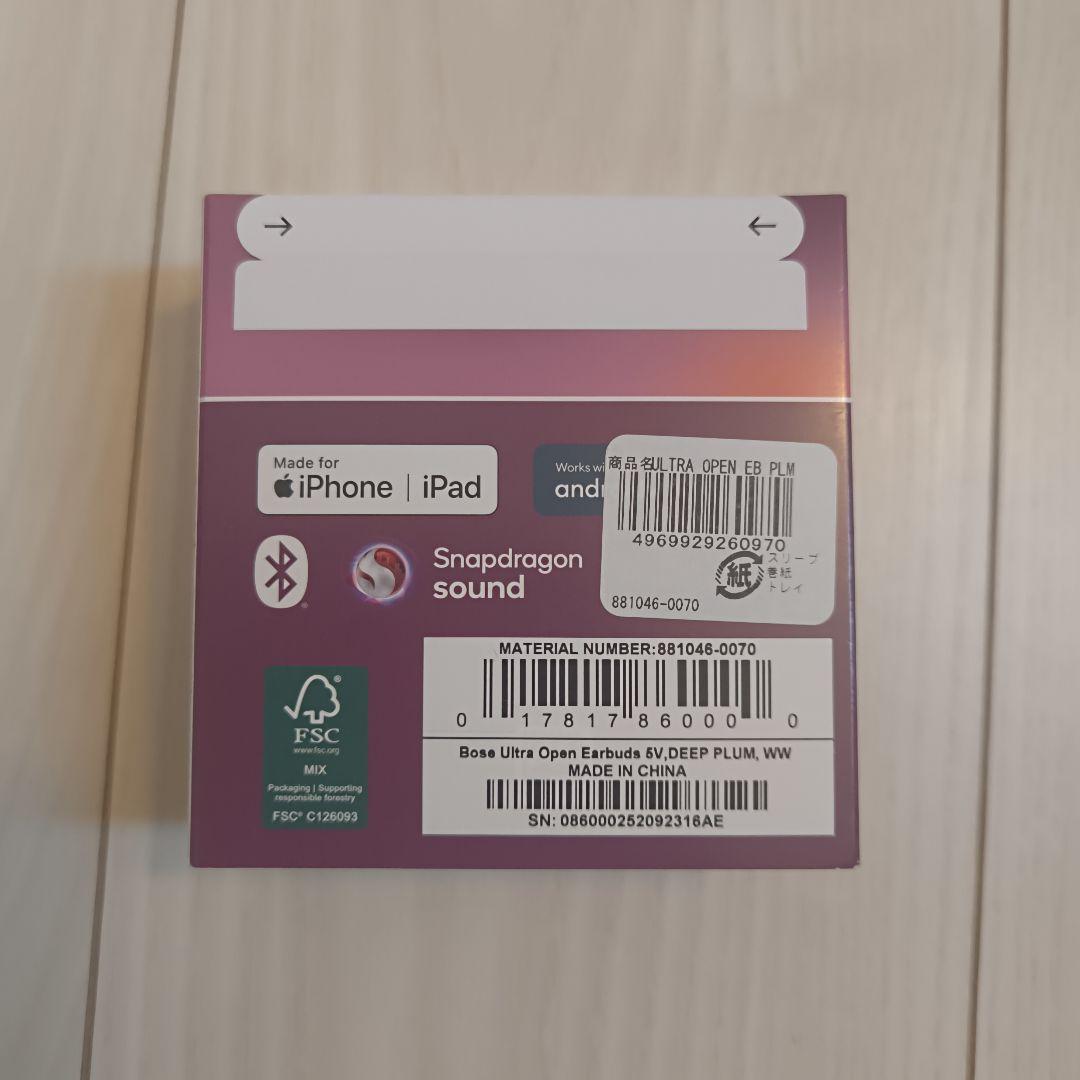 → ←
Made for
iPhone | iPad
Works wi
andr
商品名ULTRA OPEN EB PLM
4969929260970
紙
スリーブ
巻紙
トレイ
881046-0070
Snapdragon
sound
MATERIAL NUMBER:881046-0070
0 17817 86000 0
Bose Ultra Open Earbuds 5V,DEEP PLUM, WW
MADE IN CHINA
SN: 086000252092316AE
FSC
www.fsc.org
MIX
Packaging | Supporting
responsible forestry
FSC® C126093